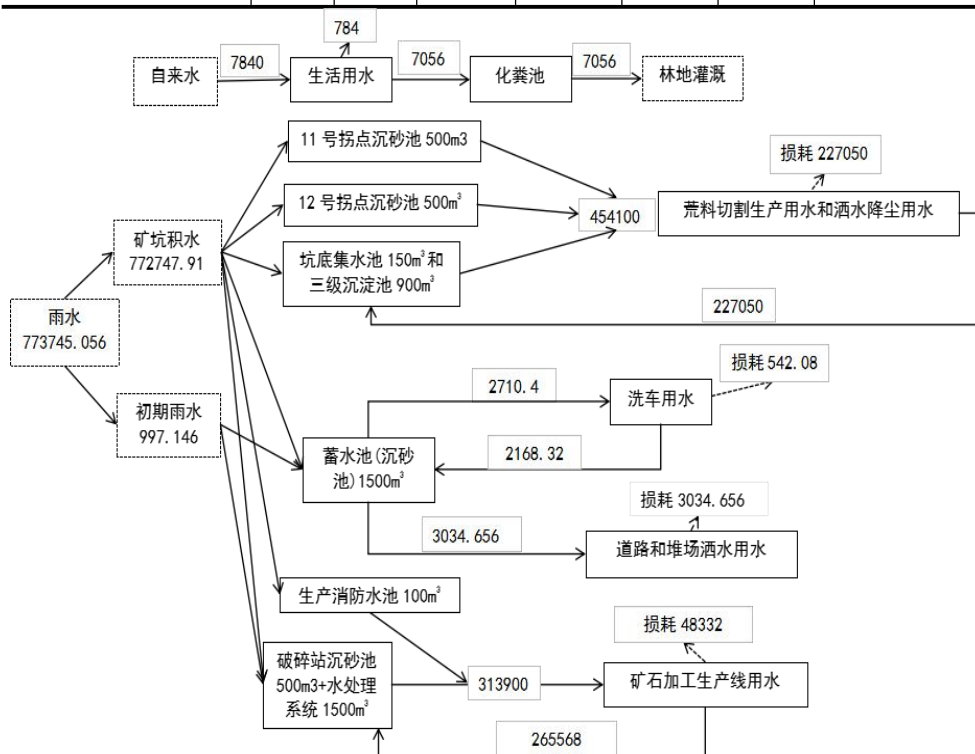 784
自来水
7840
生活用水
7056
化粪池
7056
林地灌溉
11 号拐点沉砂池 500m3
损耗 227050
12 号拐点沉砂池 500m³
454100
荒料切割生产用水和洒水降尘用水
矿坑积水
772747.91
坑底集水池 150m³ 和
三级沉淀池 900m³
227050
雨水
773745.056
损耗 542.08
2710.4
洗车用水
初期雨水
997.146
蓄水池(沉砂
池)1500m³
2168.32
损耗 3034.656
3034.656
道路和堆场洒水用水
生产消防水池 100m³
损耗 48332
破碎站沉砂池
500m3+水处理
系统 1500m³
313900
矿石加工生产线用水
265568